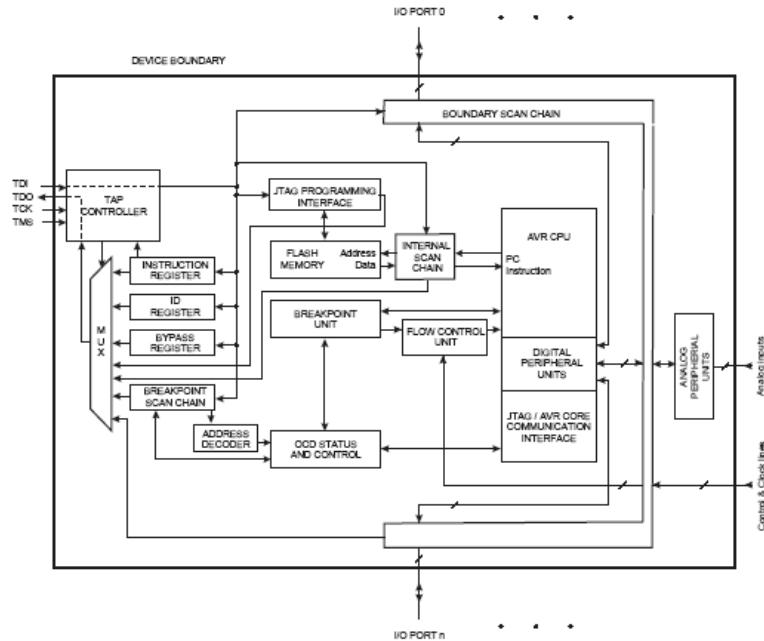 I/O PORT 0
DEVICE BOUNDARY
BOUNDARY SCAN CHAIN
TDI
TDO
TCK
TMS
TAP
CONTROLLER
JTAG PROGRAMMING
INTERFACE
AVR CPU
FLASH
MEMORY
Address
Data
INTERNAL
SCAN
CHAIN
PC
Instruction
INSTRUCTION
REGISTER
ID
REGISTER
M
U
X
BREAKPOINT
UNIT
FLOW CONTROL
UNIT
BYPASS
REGISTER
DIGITAL
PERIPHERAL
UNITS
ANALOG
PERIPHERAL
UNITS
Analog inputs
BREAKPOINT
SCAN CHAIN
JTAG / AVR CORE
COMMUNICATION
INTERFACE
ADDRESS
DECODER
OCD STATUS
AND CONTROL
Control & Clock lines
I/O PORT n